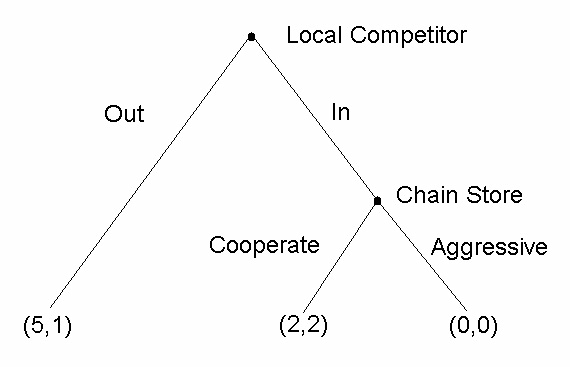 Local Competitor
Out
In
Chain Store
Cooperate
Aggressive
(5,1)
(2,2)
(0,0)